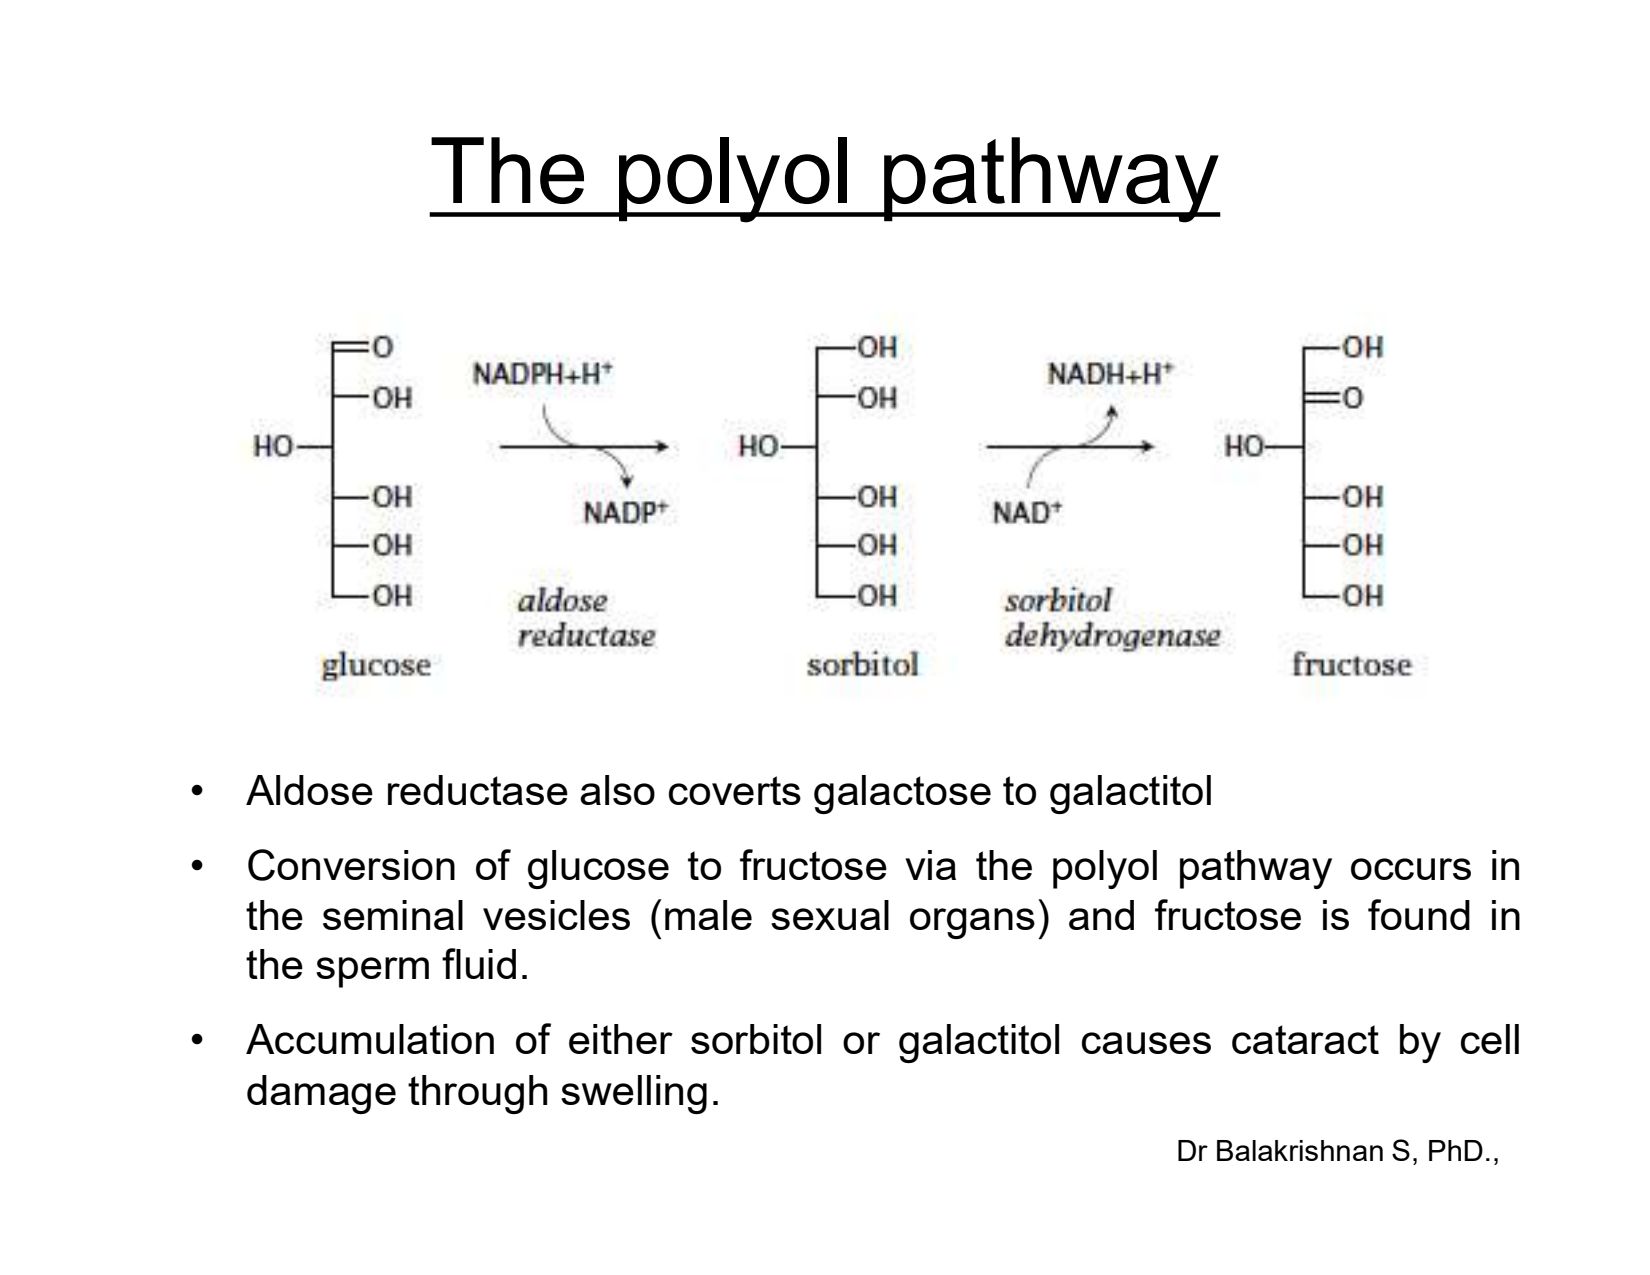 The polyol pathway
O
OH
HO
OH
OH
OH
glucose
NADPH+H⁺
NADP⁺
aldose
reductase
OH
OH
HO
OH
OH
OH
sorbitol
NADH+H⁺
NAD⁺
sorbitol
dehydrogenase
OH
O
HO
OH
OH
OH
fructose
• Aldose reductase also coverts galactose to galactitol
• Conversion of glucose to fructose via the polyol pathway occurs in
the seminal vesicles (male sexual organs) and fructose is found in
the sperm fluid.
• Accumulation of either sorbitol or galactitol causes cataract by cell
damage through swelling.
Dr Balakrishnan S, PhD.,